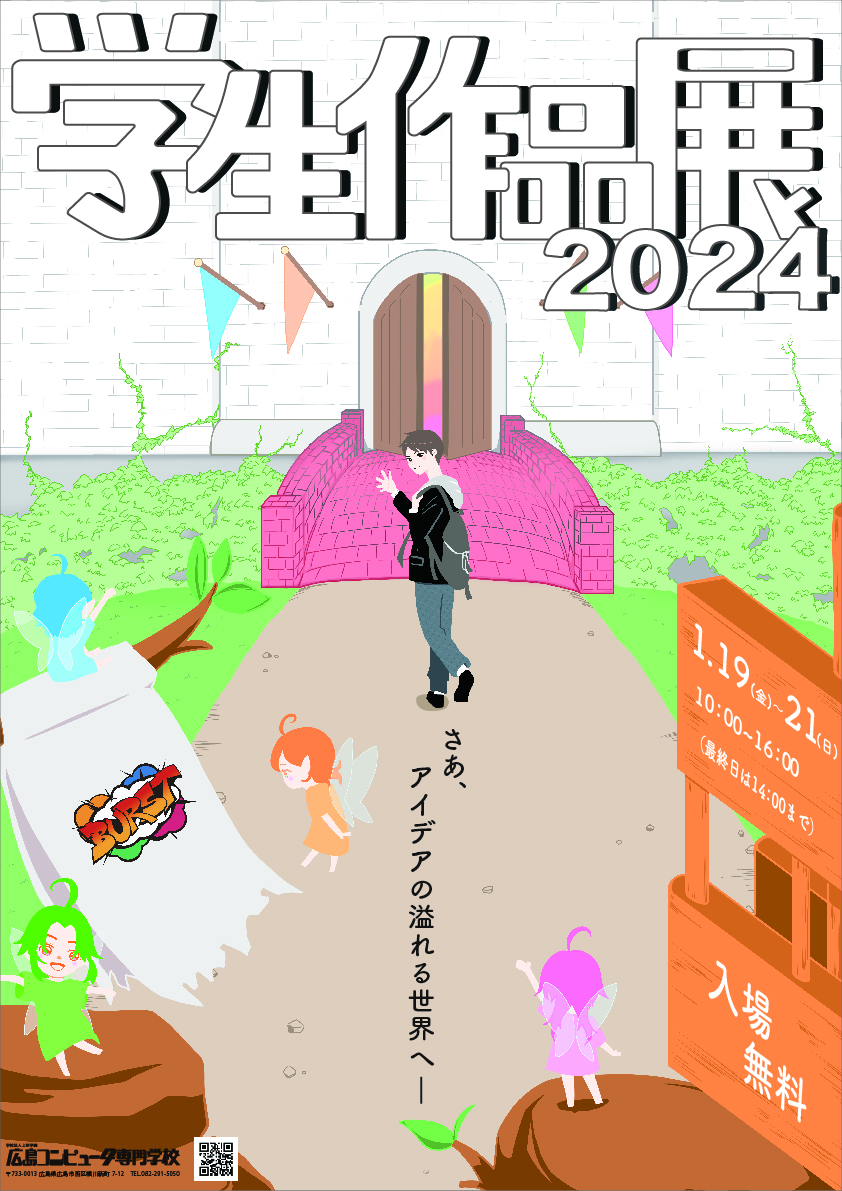 学生作品展
2024
1.19(金)~21(日)
10:00~16:00
(最終日は14:00まで)
BURST
さあ、
アイデアの溢れる世界へ―
入場
無料
学校法人上野学園
広島コンピュータ専門学校
〒733-0013 広島県広島市西区横川新町 7-12 TEL.082-291-5050